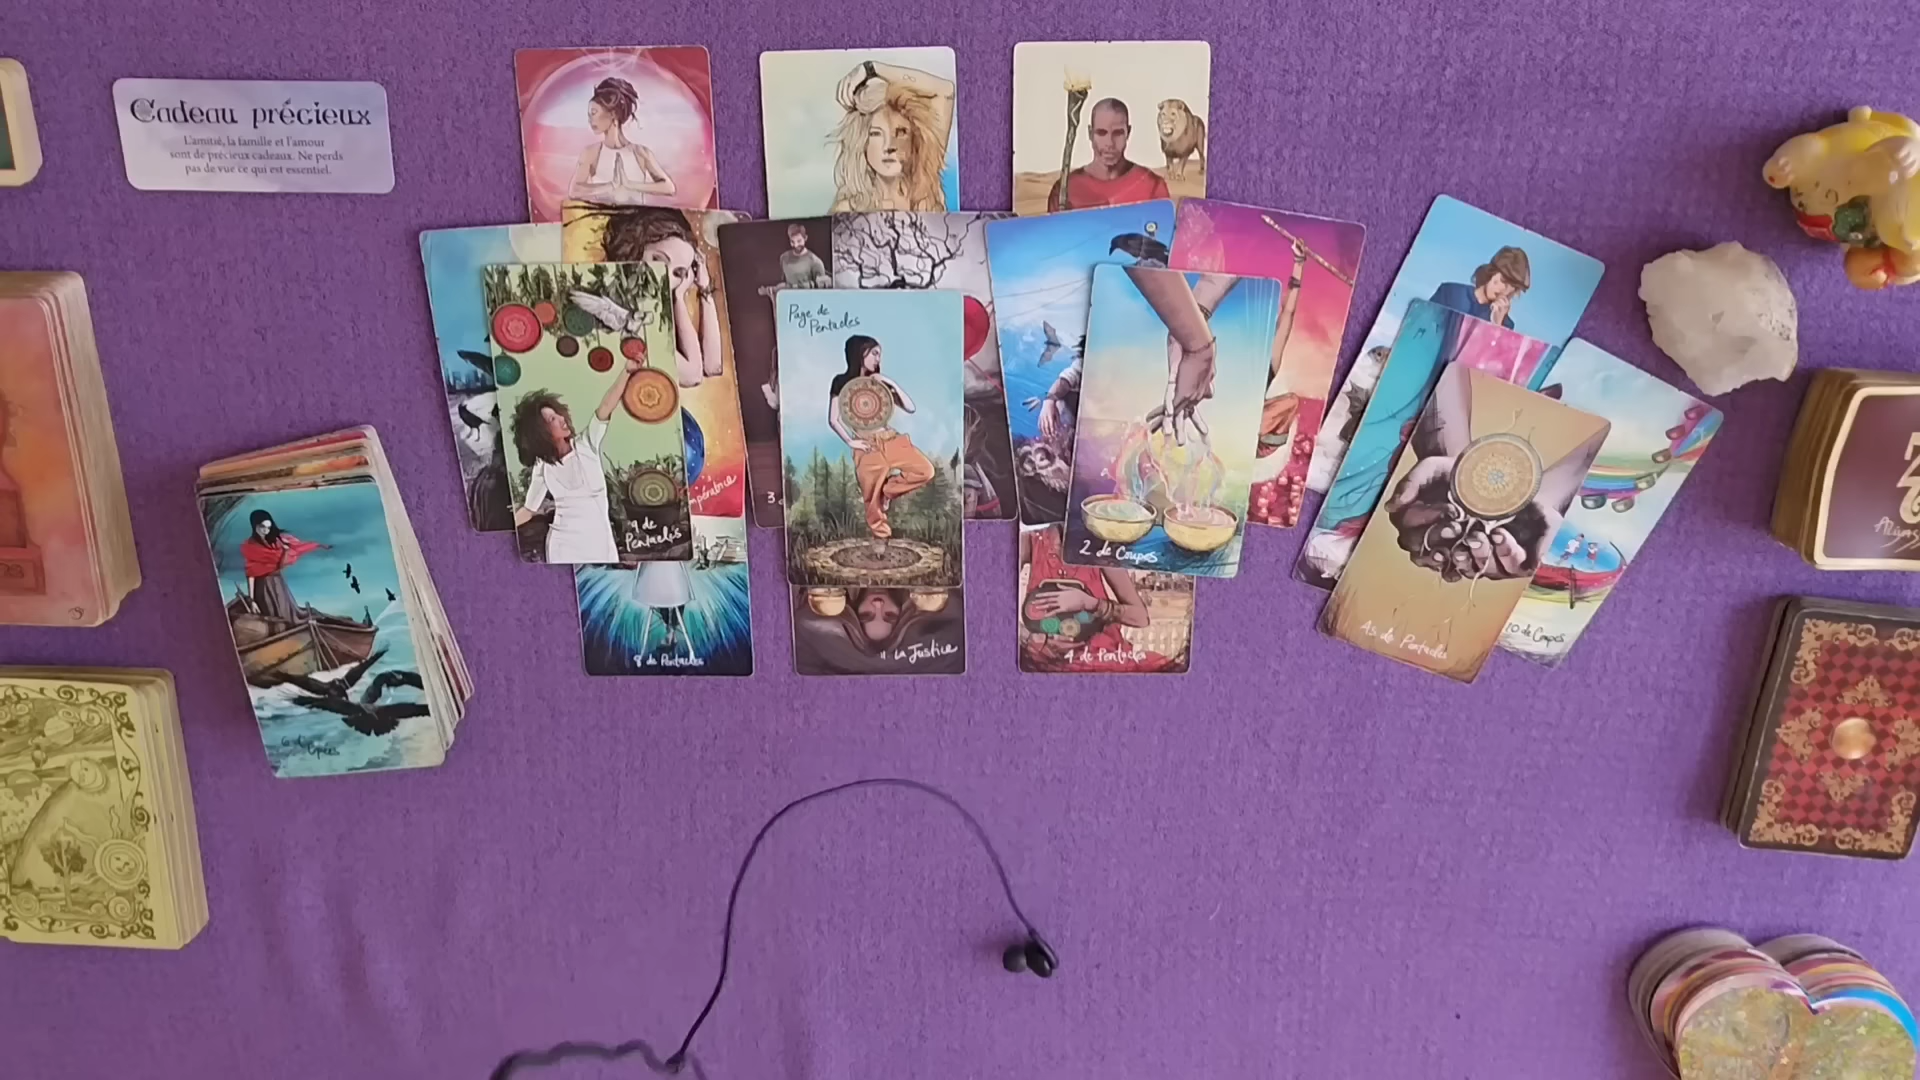 Cadeau précieux
L'amitié, la famille et l'amour
sont de précieux cadeaux. Ne perds
pas de vue ce qui est essentiel.
Page de
Pentacles
9 de
Pentacles
2 de Coupes
8 de Pentacles
11 La Justice
4 de Pentacles
As de Pentacles
10 de Coupes